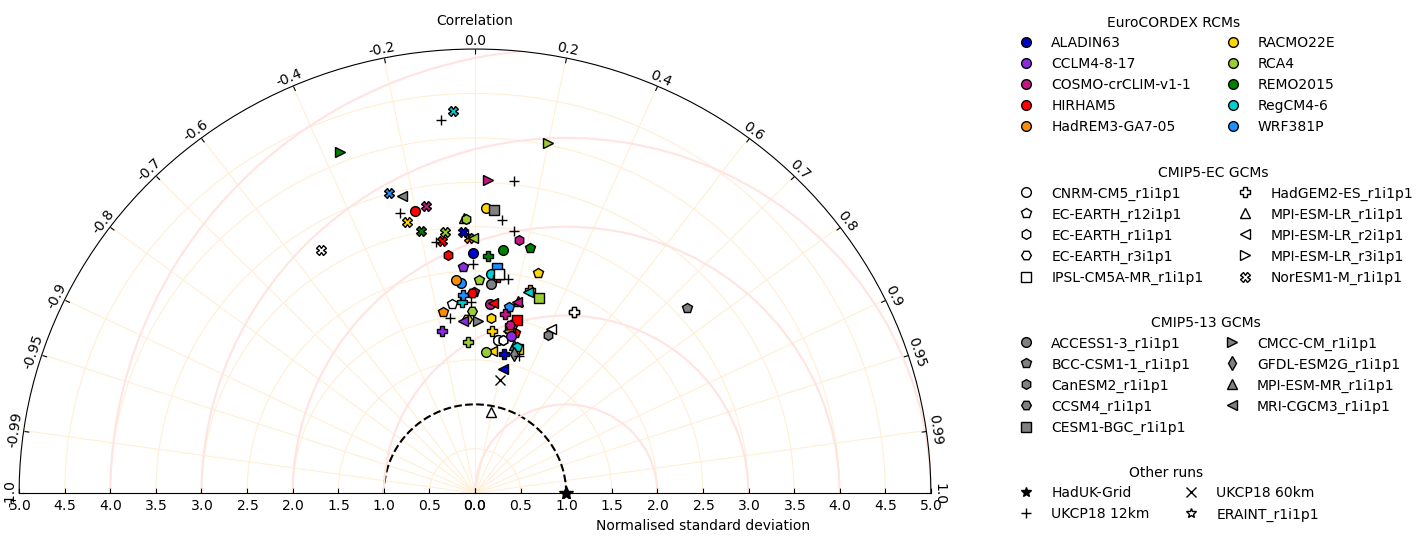 Correlation
0.0
-0.2
0.2
-0.4
0.4
-0.6
0.6
-0.7
0.7
-0.8
0.8
-0.9
0.9
-0.95
0.95
-0.99
0.99
-1.0
1.0
5.0 4.5 4.0 3.5 3.0 2.5 2.0 1.5 1.0 0.5 0.0 0.5 1.0 1.5 2.0 2.5 3.0 3.5 4.0 4.5 5.0
Normalised standard deviation
EuroCORDEX RCMs
ALADIN63 RACMO22E
CCLM4-8-17 RCA4
COSMO-crCLIM-v1-1 REMO2015
HIRHAM5 RegCM4-6
HadREM3-GA7-05 WRF381P
CMIP5-EC GCMs
CNRM-CM5_r1i1p1 HadGEM2-ES_r1i1p1
EC-EARTH_r12i1p1 MPI-ESM-LR_r1i1p1
EC-EARTH_r1i1p1 MPI-ESM-LR_r2i1p1
EC-EARTH_r3i1p1 MPI-ESM-LR_r3i1p1
IPSL-CM5A-MR_r1i1p1 NorESM1-M_r1i1p1
CMIP5-13 GCMs
ACCESS1-3_r1i1p1 CMCC-CM_r1i1p1
BCC-CSM1-1_r1i1p1 GFDL-ESM2G_r1i1p1
CanESM2_r1i1p1 MPI-ESM-MR_r1i1p1
CCSM4_r1i1p1 MRI-CGCM3_r1i1p1
CESM1-BGC_r1i1p1
Other runs
HadUK-Grid UKCP18 60km
UKCP18 12km ERAINT_r1i1p1